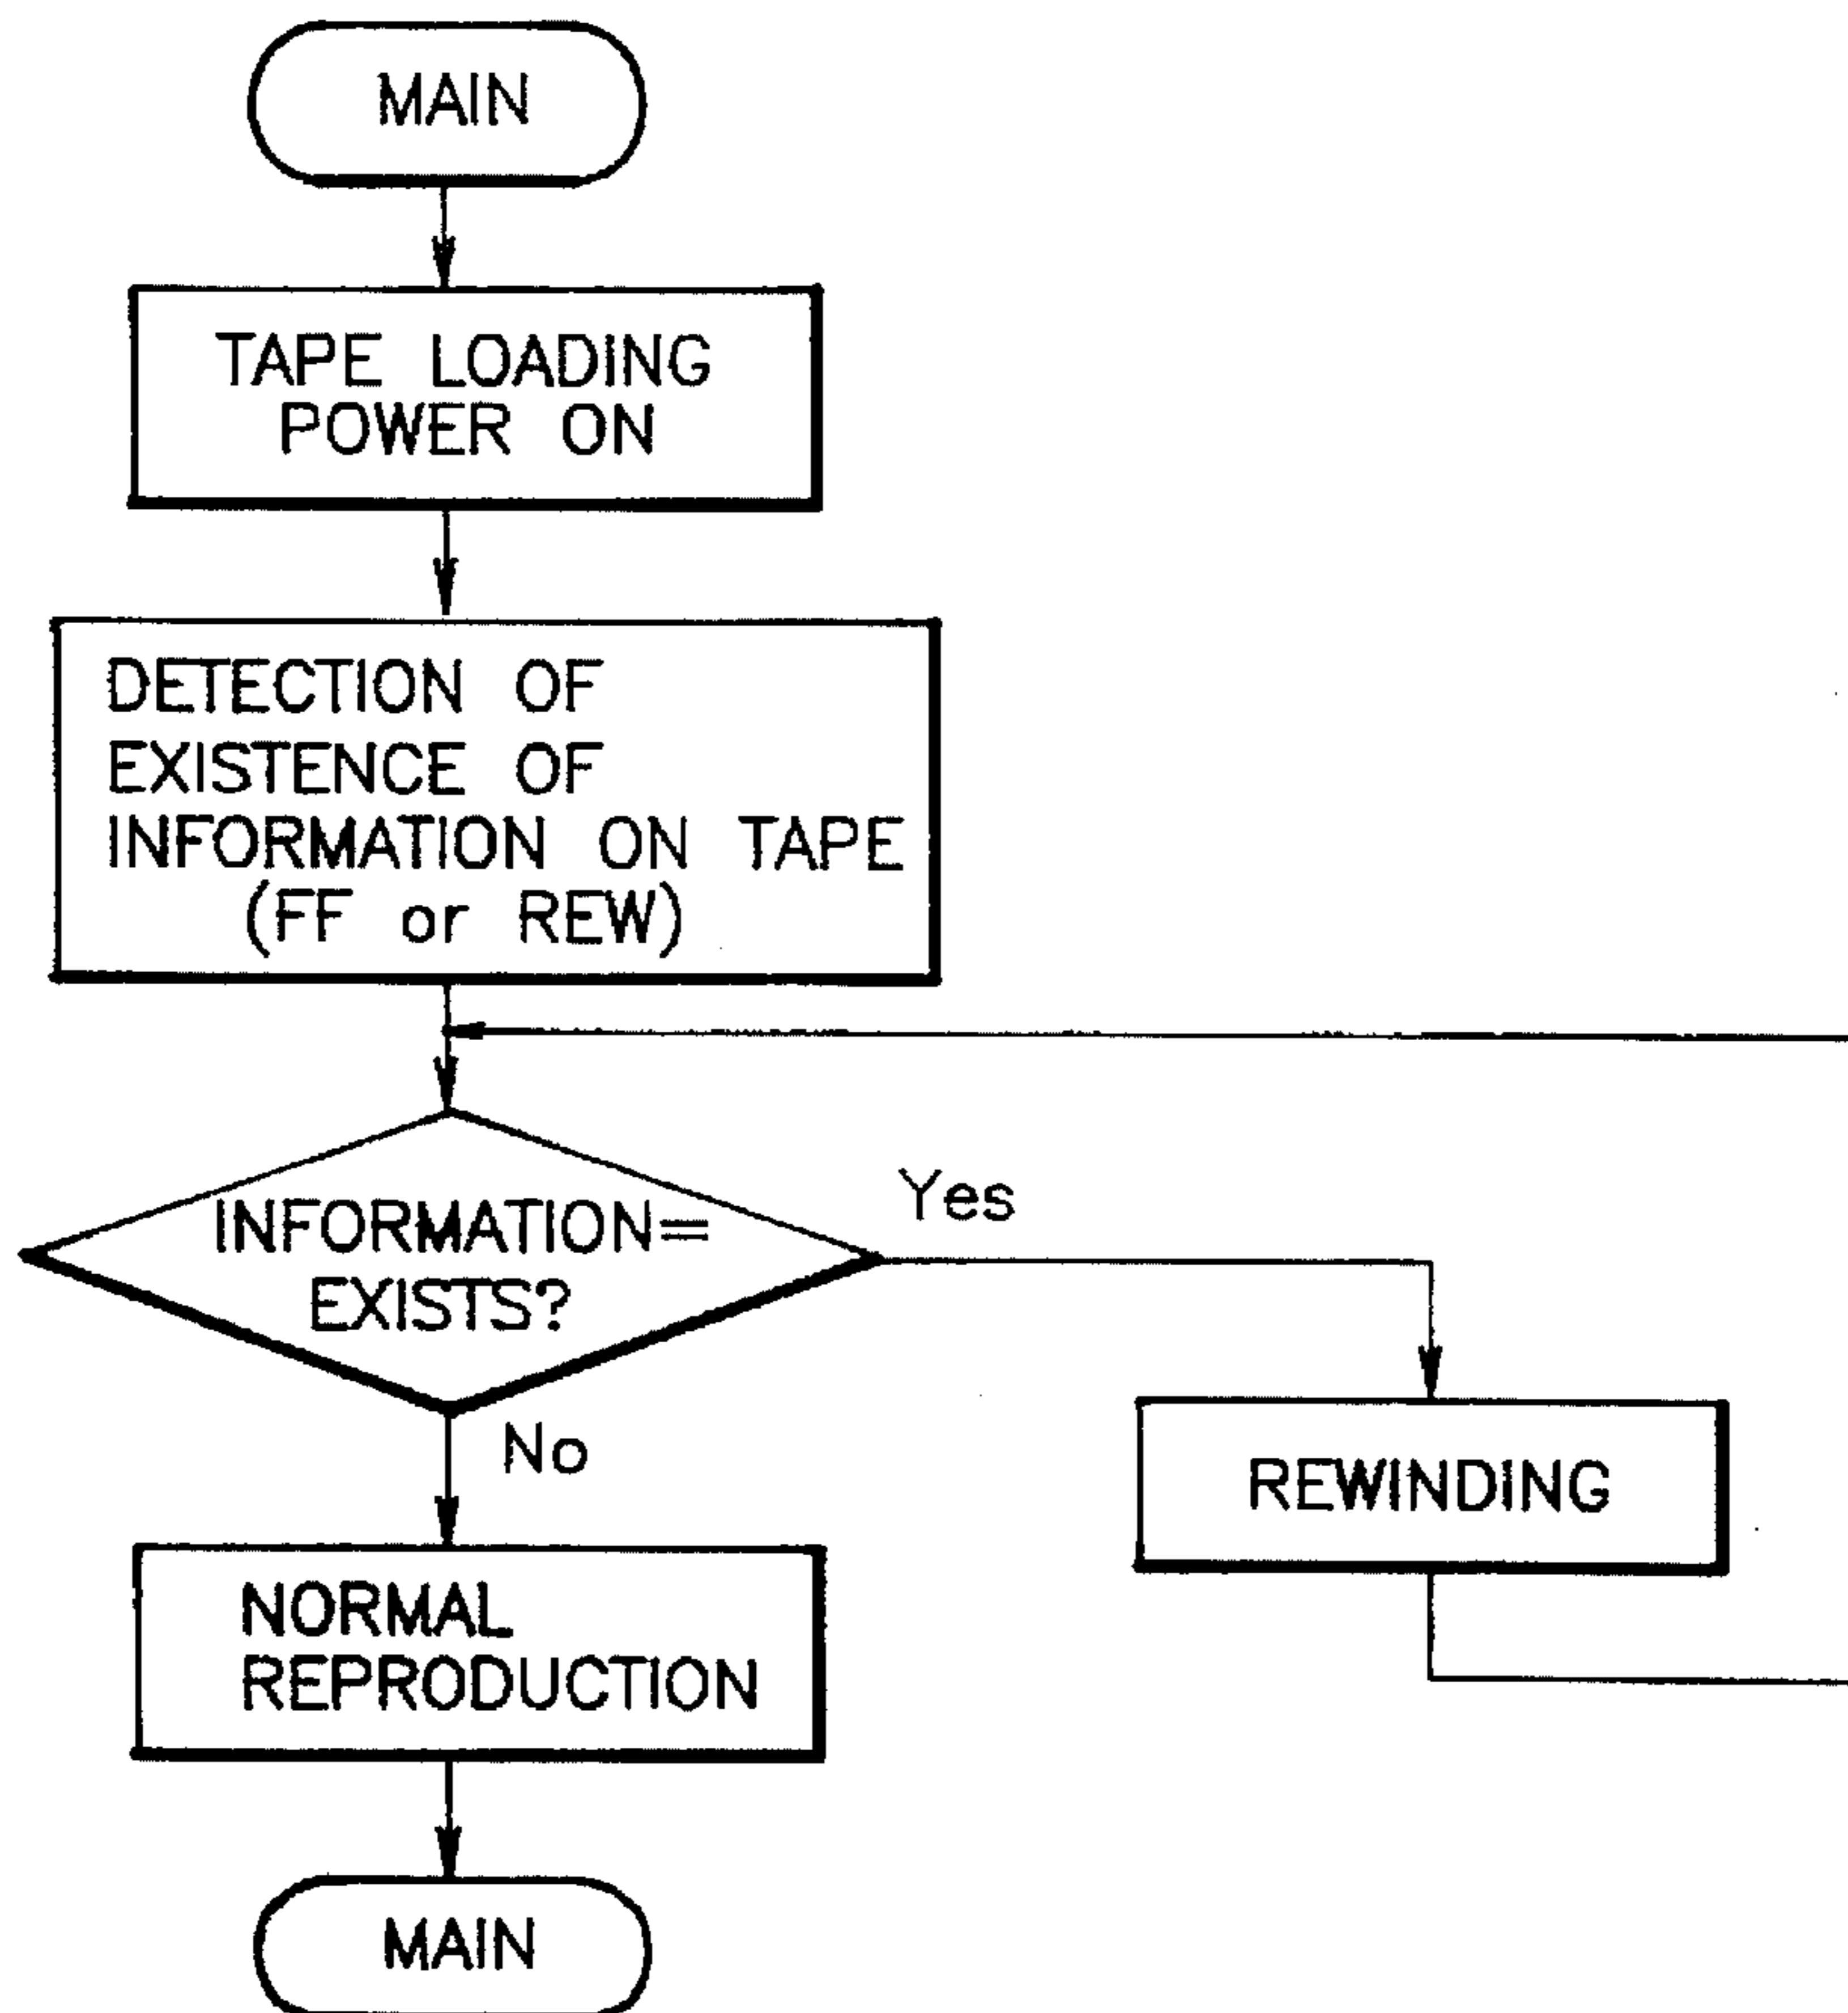 MAIN
TAPE LOADING
POWER ON
DETECTION OF
EXISTENCE OF
INFORMATION ON TAPE
(FF or REW)
INFORMATION=
EXISTS?
Yes
No
REWINDING
NORMAL
REPRODUCTION
MAIN